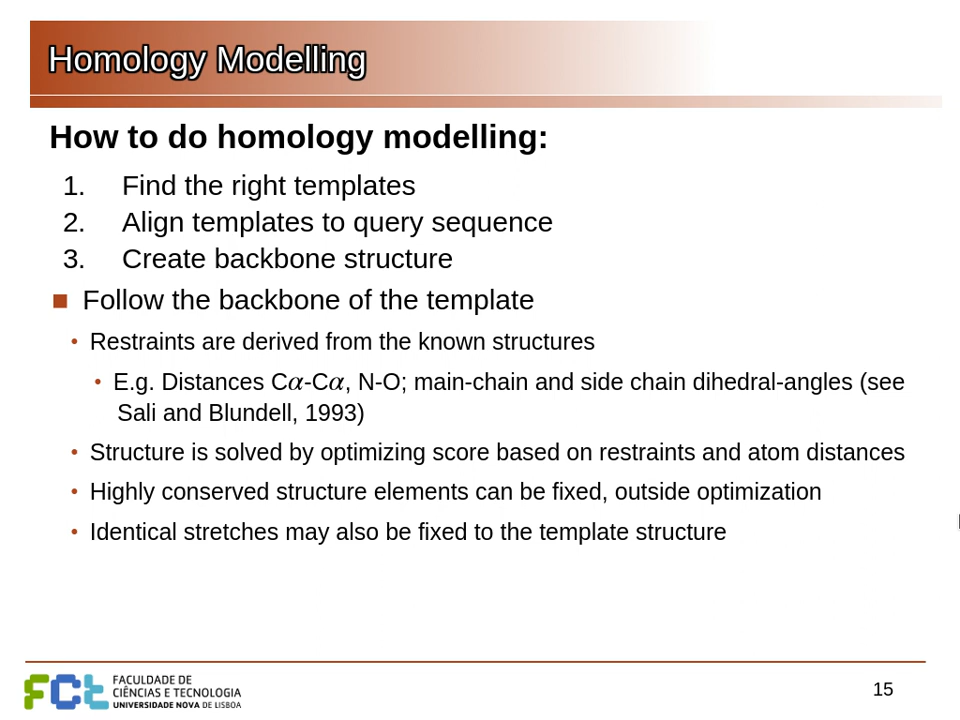 Homology Modelling
How to do homology modelling:
1. Find the right templates
2. Align templates to query sequence
3. Create backbone structure
■ Follow the backbone of the template
• Restraints are derived from the known structures
• E.g. Distances C𝛼-C𝛼, N-O; main-chain and side chain dihedral-angles (see
Sali and Blundell, 1993)
• Structure is solved by optimizing score based on restraints and atom distances
• Highly conserved structure elements can be fixed, outside optimization
• Identical stretches may also be fixed to the template structure
FCt
FACULDADE DE
CIÊNCIAS E TECNOLOGIA
UNIVERSIDADE NOVA DE LISBOA
15